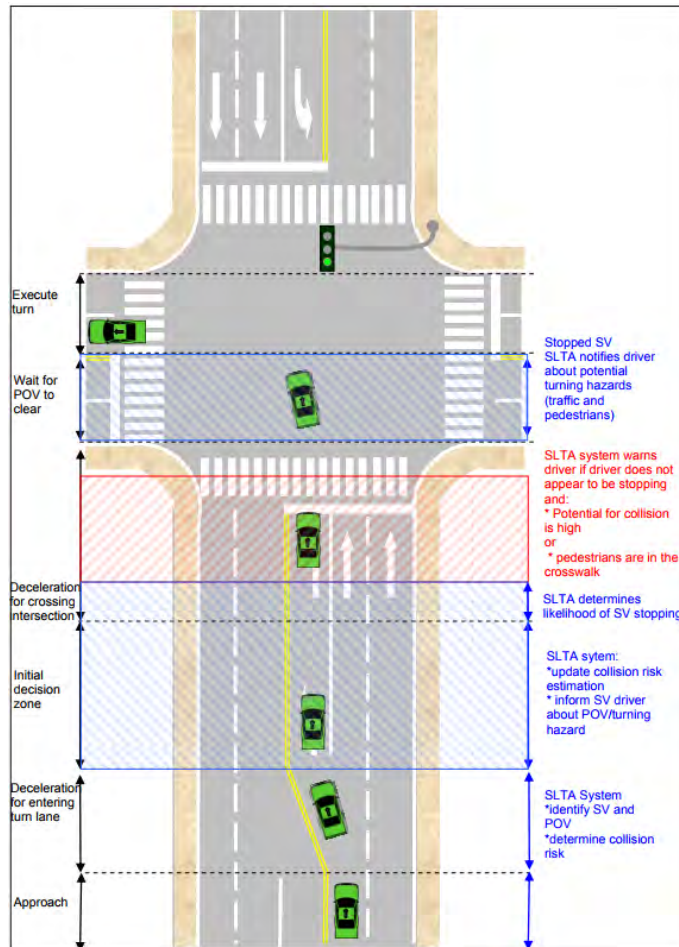 Execute
turn
Wait for
POV to
clear
Stopped SV
SLTA notifies driver
about potential
turning hazards
(traffic and
pedestrians)
SLTA system warns
driver if driver does not
appear to be stopping
and:
* Potential for collision
is high
or
* pedestrians are in the
crosswalk
Deceleration
for crossing
intersection
SLTA determines
likelihood of SV stopping
Initial
decision
zone
SLTA sytem:
*update collision risk
estimation
* inform SV driver
about POV/turning
hazard
Deceleration
for entering
turn lane
SLTA System
*identify SV and
POV
*determine collision
risk
Approach